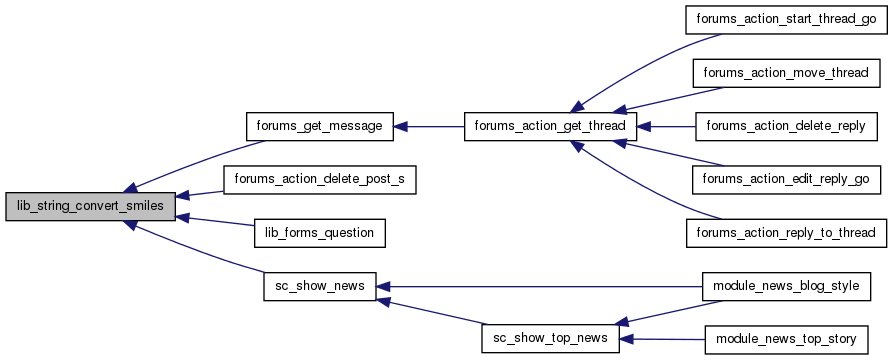 forums_action_start_thread_go
forums_action_move_thread
forums_get_message
forums_action_get_thread
forums_action_delete_reply
forums_action_delete_post_s
forums_action_edit_reply_go
lib_string_convert_smiles
lib_forms_question
forums_action_reply_to_thread
sc_show_news
module_news_blog_style
sc_show_top_news
module_news_top_story